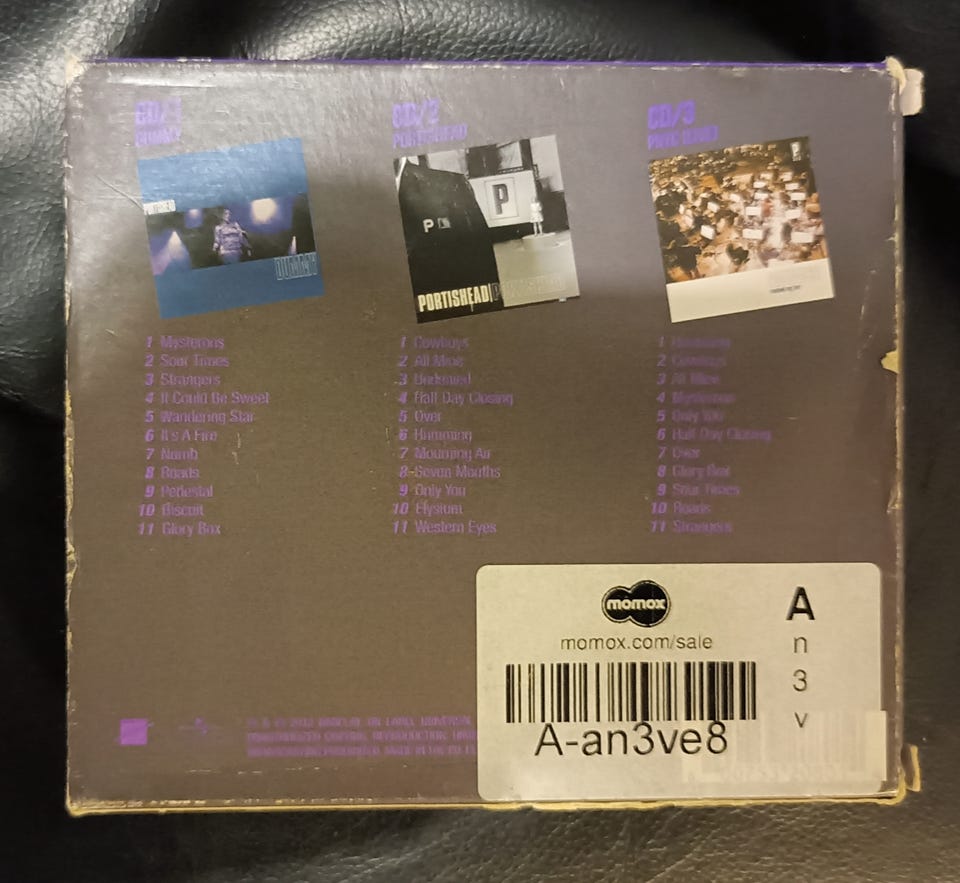 CD/1
DUMMY
PORTISHEAD
DUMMY
1 Mysterons
2 Sour Times
3 Strangers
4 It Could Be Sweet
5 Wandering Star
6 It's A Fire
7 Numb
8 Roads
9 Pedestal
10 Biscuit
11 Glory Box
CD/2
PORTISHEAD
P
P
PORTISHEAD
1 Cowboys
2 All Mine
3 Undenied
4 Half Day Closing
5 Over
6 Humming
7 Mourning Air
8 Seven Months
9 Only You
10 Elysium
11 Western Eyes
CD/3
1 Humming
2 Cowboys
3 All Mine
4 Mysterons
5 Only You
6 Half Day Closing
7 Over
8 Glory Box
9 Sour Times
10 Roads
11 Strangers
momox
momox.com/sale
A-an3ve8
A
n
3
v